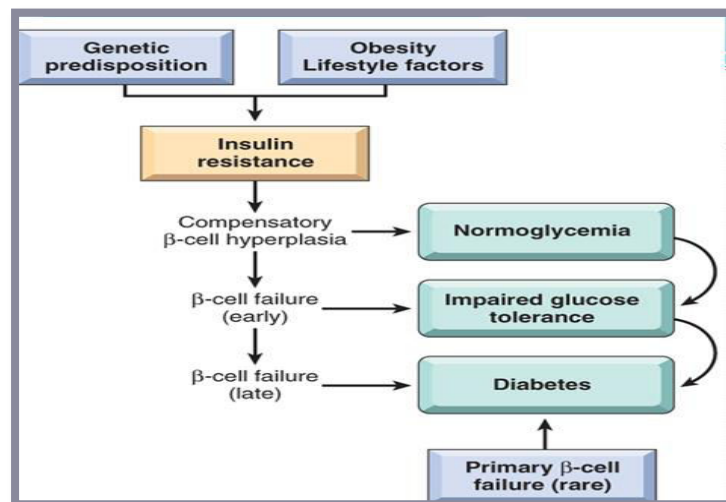 Genetic
predisposition
Obesity
Lifestyle factors
Insulin
resistance
Compensatory
β-cell hyperplasia
Normoglycemia
β-cell failure
(early)
Impaired glucose
tolerance
β-cell failure
(late)
Diabetes
Primary β-cell
failure (rare)